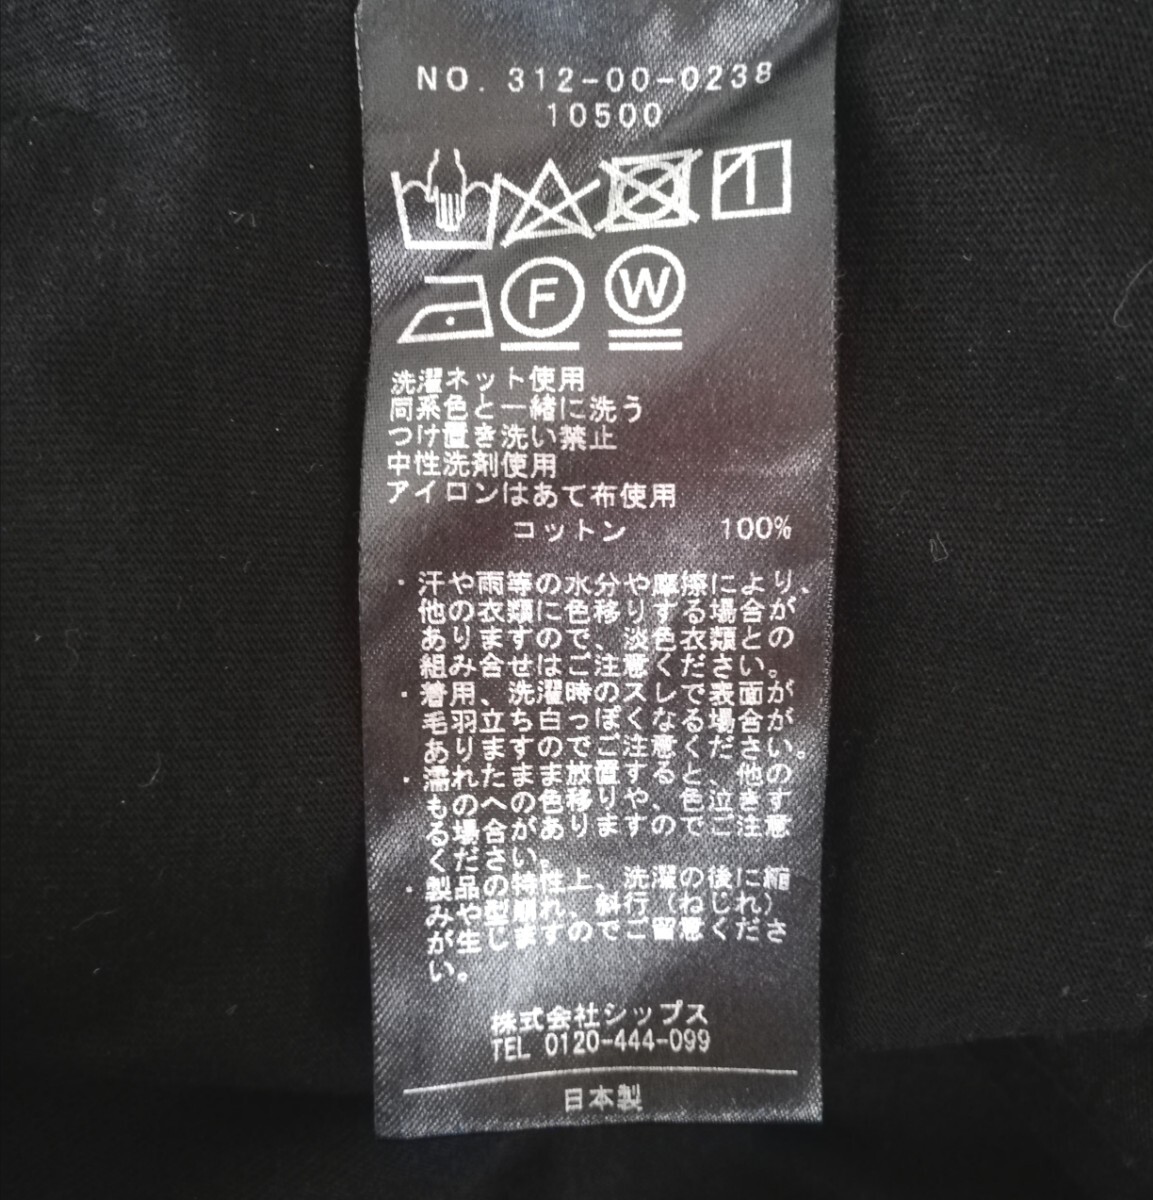 NO. 312-00-0238
10500
F W
洗濯ネット使用
同系色と一緒に洗う
つけ置き洗い禁止
中性洗剤使用
アイロンはあて布使用
コットン 100%
・汗や雨等の水分や摩擦により、
他の衣類に色移りする場合が
ありますので、淡色衣類との
組み合せはご注意ください。
・着用、洗濯時のスレで表面が
毛羽立ち白っぽくなる場合が
ありますのでご注意ください。
・濡れたまま放置すると、他の
ものへの色移りや、色泣きす
る場合がありますのでご注意
ください。
・製品の特性上、洗濯の後に縮
みや型崩れ、斜行(ねじれ)
が生じますのでご留意くださ
い。
株式会社シップス
TEL 0120-444-099
日本製